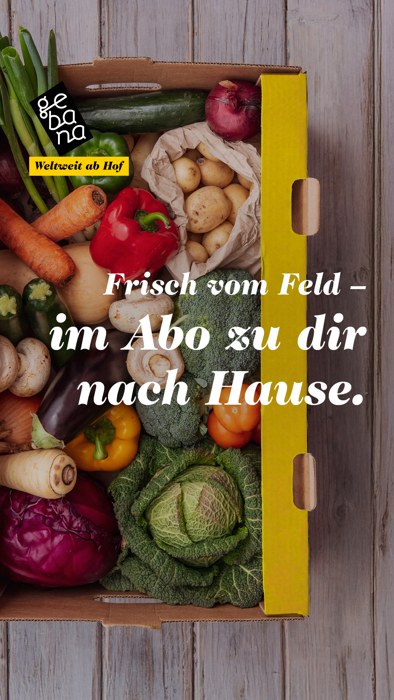 gebana
Weltweit ab Hof
Frisch vom Feld –
im Abo zu dir
nach Hause.